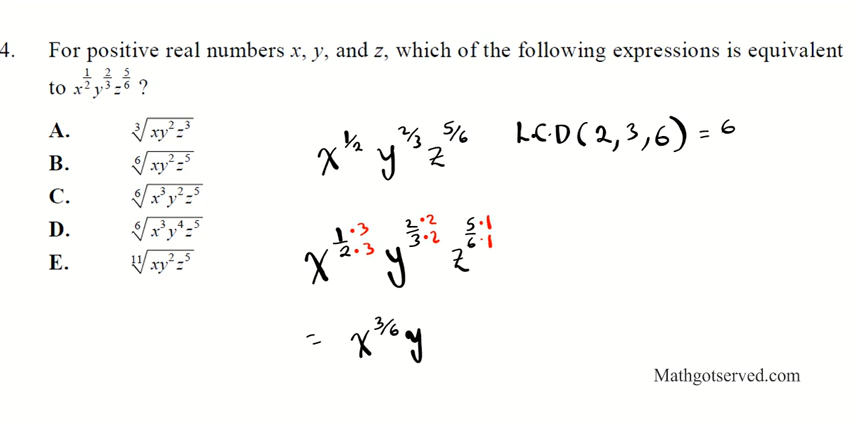 4. For positive real numbers x, y, and z, which of the following expressions is equivalent
to x^{1/2}y^{2/3}z^{5/6} ?
A. ∛(xy²z³)
B. ⁶√(xy²z⁵)
C. ⁶√(x³y²z⁵)
D. ⁶√(x³y⁴z⁵)
E. ¹¹√(xy²z⁵)
x^{1/2} y^{2/3} z^{5/6} LCD(2,3,6) = 6
x^{1·3/2·3} y^{2·2/3·2} z^{5·1/6·1}
= x^{3/6} y
Mathgotserved.com